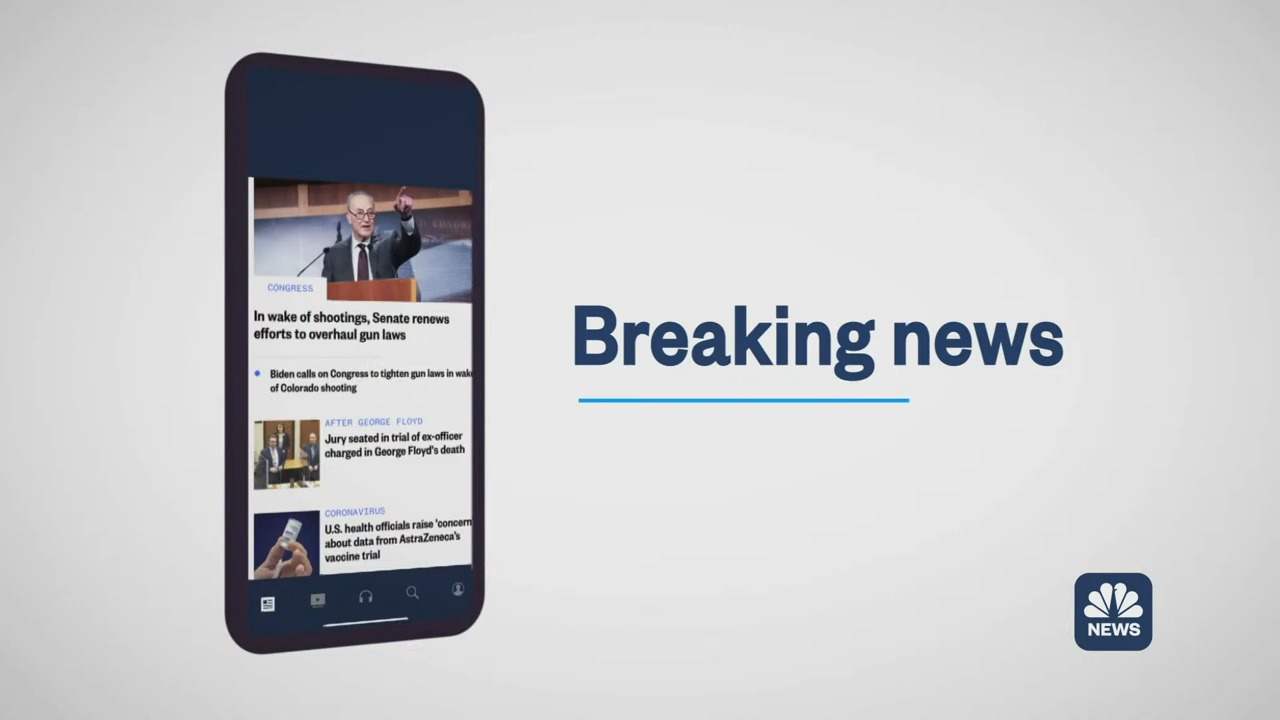 CONGRESS
In wake of shootings, Senate renews
efforts to overhaul gun laws
Biden calls on Congress to tighten gun laws in wake
of Colorado shooting
AFTER GEORGE FLOYD
Jury seated in trial of ex-officer
charged in George Floyd's death
CORONAVIRUS
U.S. health officials raise 'concern
about data from AstraZeneca's
vaccine trial
Breaking news
NEWS